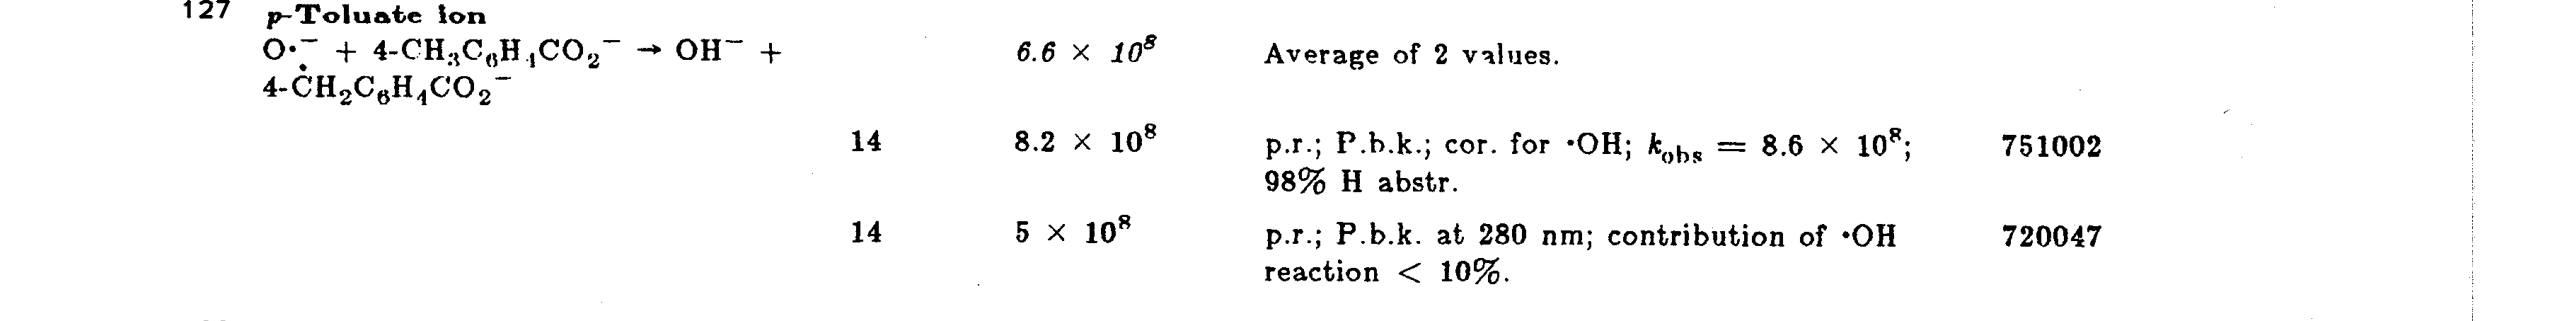 127 p-Toluate ion
O·⁻ + 4-CH₃C₆H₄CO₂⁻ → OH⁻ + 6.6 × 10⁸ Average of 2 values.
4-ĊH₂C₆H₄CO₂⁻
14 8.2 × 10⁸ p.r.; P.b.k.; cor. for ·OH; k_obs = 8.6 × 10⁸; 751002
98% H abstr.
14 5 × 10⁸ p.r.; P.b.k. at 280 nm; contribution of ·OH 720047
reaction < 10%.